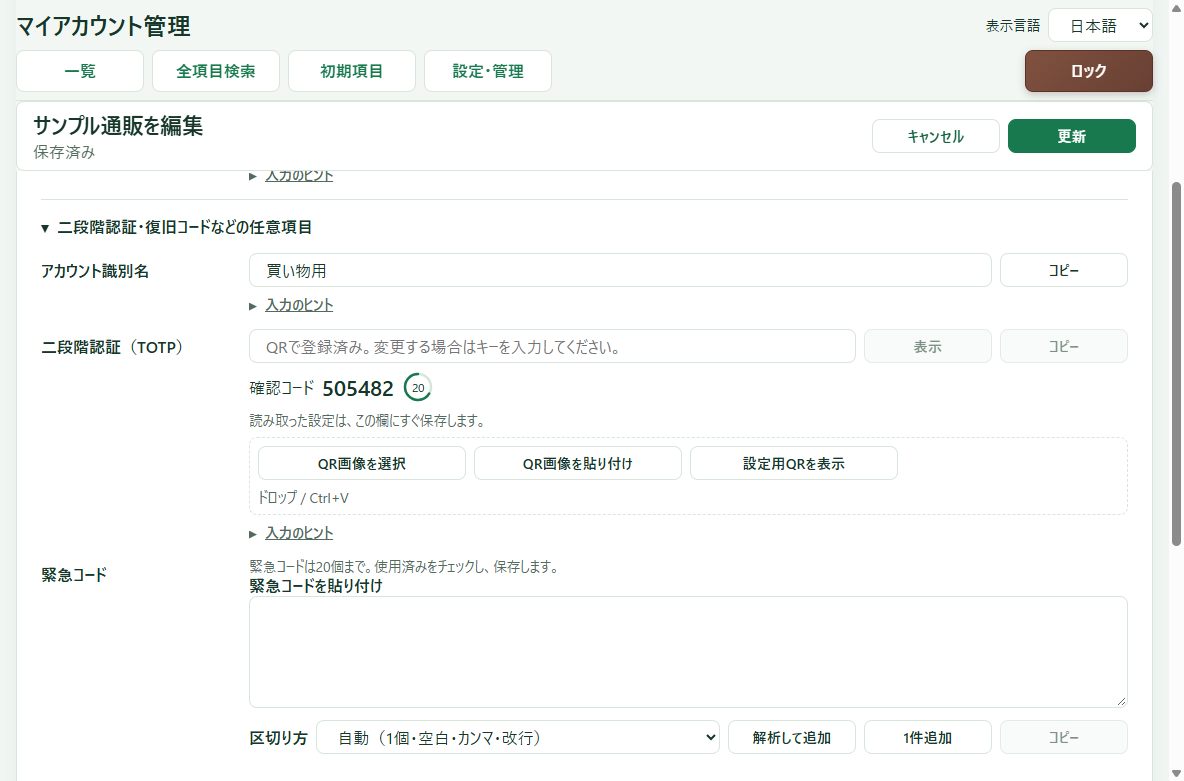 マイアカウント管理
表示言語 日本語
一覧 全項目検索 初期項目 設定・管理 ロック
サンプル通販を編集
保存済み
キャンセル 更新
▶ 入力のヒント
▼ 二段階認証・復旧コードなどの任意項目
アカウント識別名 買い物用 コピー
▶ 入力のヒント
二段階認証（TOTP） QRで登録済み。変更する場合はキーを入力してください。 表示 コピー
確認コード 505482 20
読み取った設定は、この欄にすぐ保存します。
QR画像を選択 QR画像を貼り付け 設定用QRを表示
ドロップ / Ctrl+V
▶ 入力のヒント
緊急コード
緊急コードは20個まで。使用済みをチェックし、保存します。
緊急コードを貼り付け
区切り方 自動（1個・空白・カンマ・改行） 解析して追加 1件追加 コピー